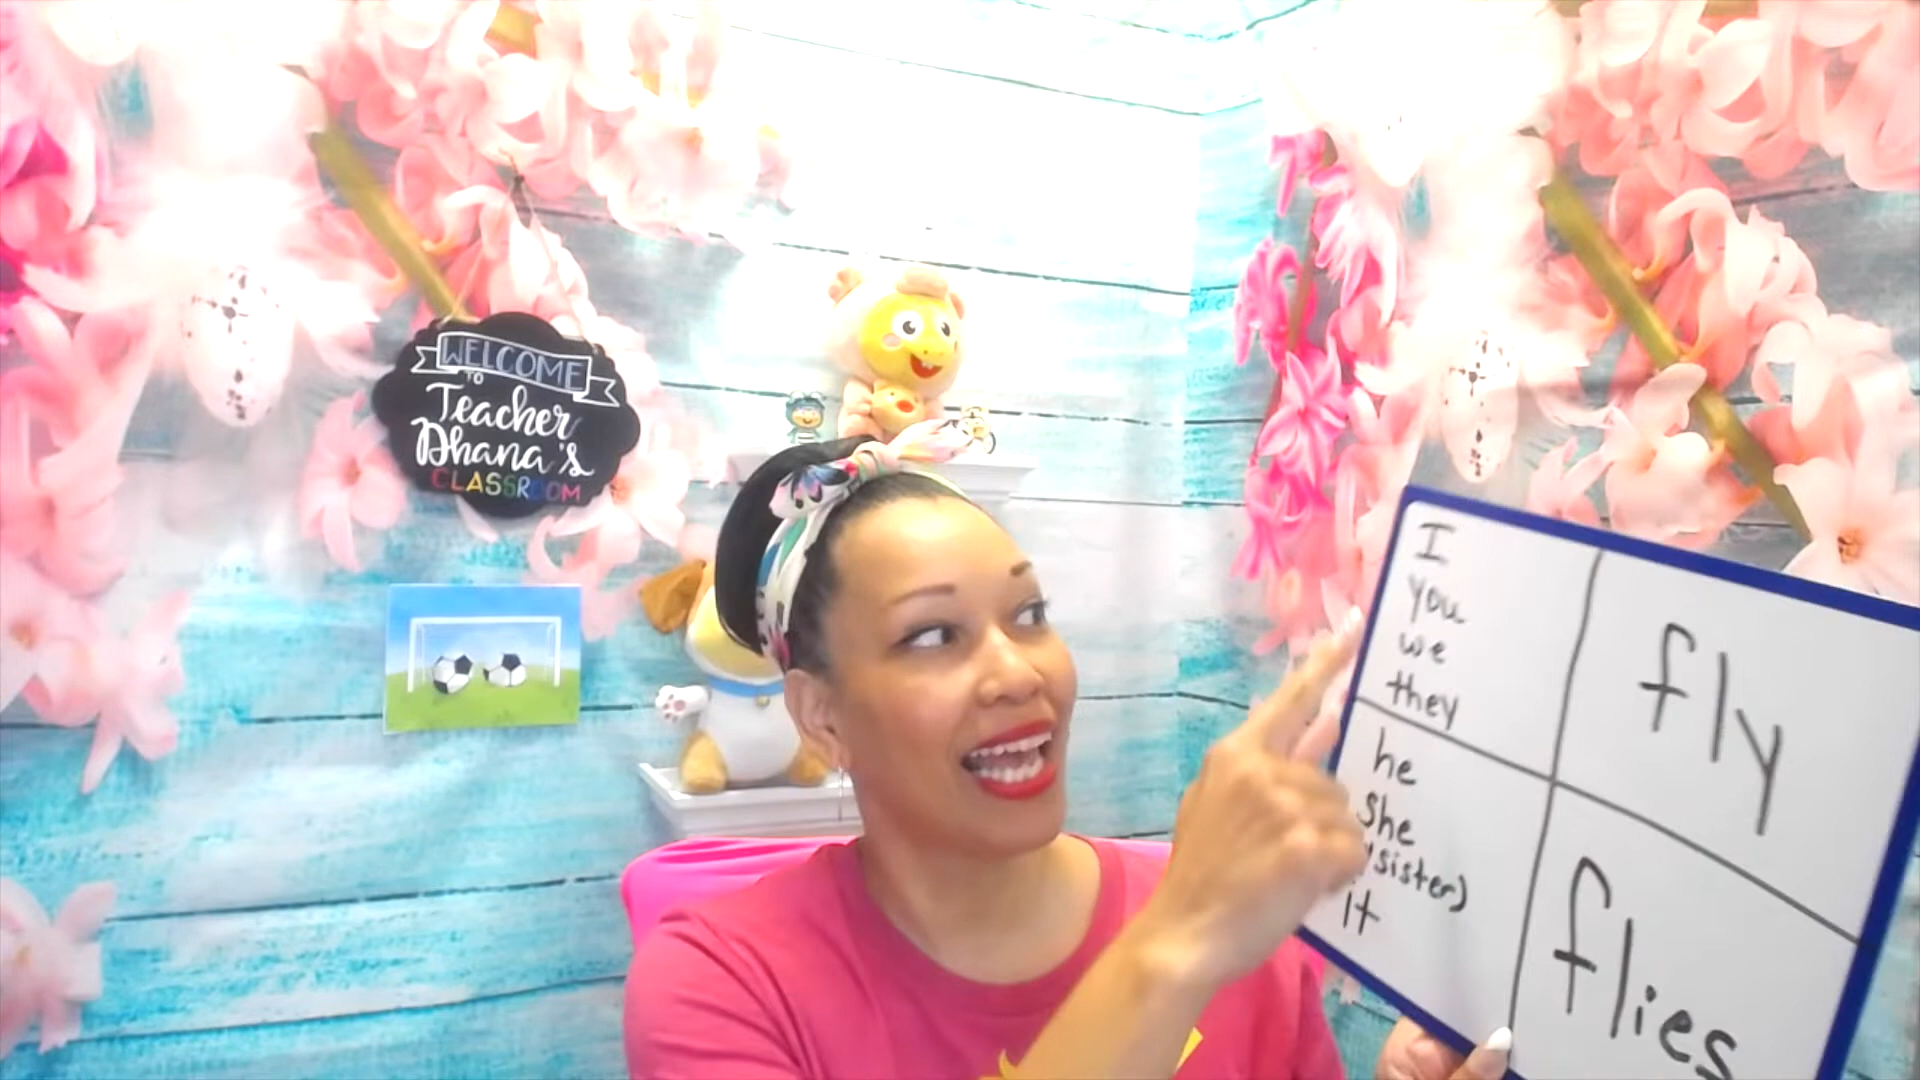 WELCOME
TO
Teacher
Dhana's
CLASSROOM
I
you
we
they
fly
he
she
sister)
it
flies